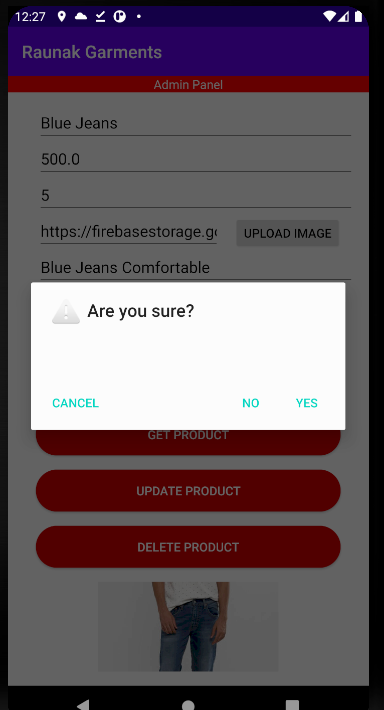 12:27
Raunak Garments
Admin Panel
Blue Jeans
500.0
5
https://firebasestorage.g
UPLOAD IMAGE
Blue Jeans Comfortable
Are you sure?
CANCEL NO YES
GET PRODUCT
UPDATE PRODUCT
DELETE PRODUCT